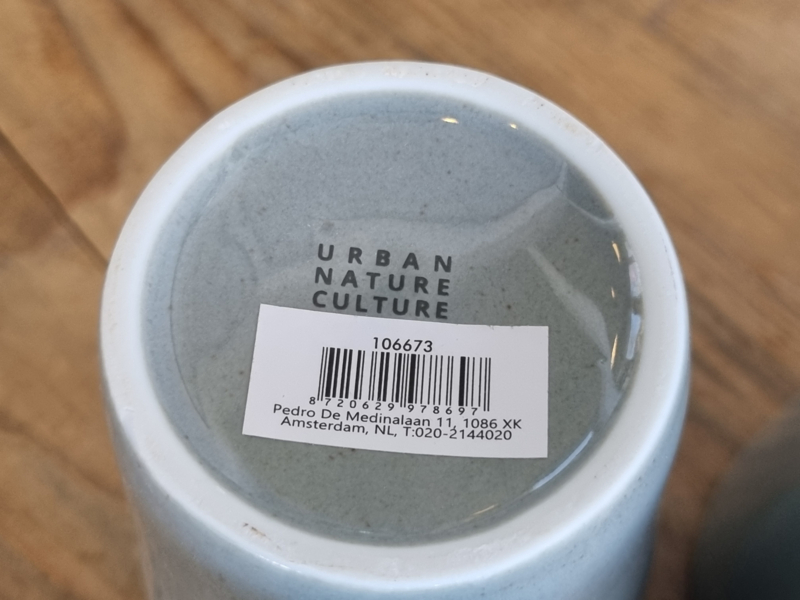 URBAN
NATURE
CULTURE
106673
8 720629 978697
Pedro De Medinalaan 11, 1086 XK
Amsterdam, NL, T:020-2144020